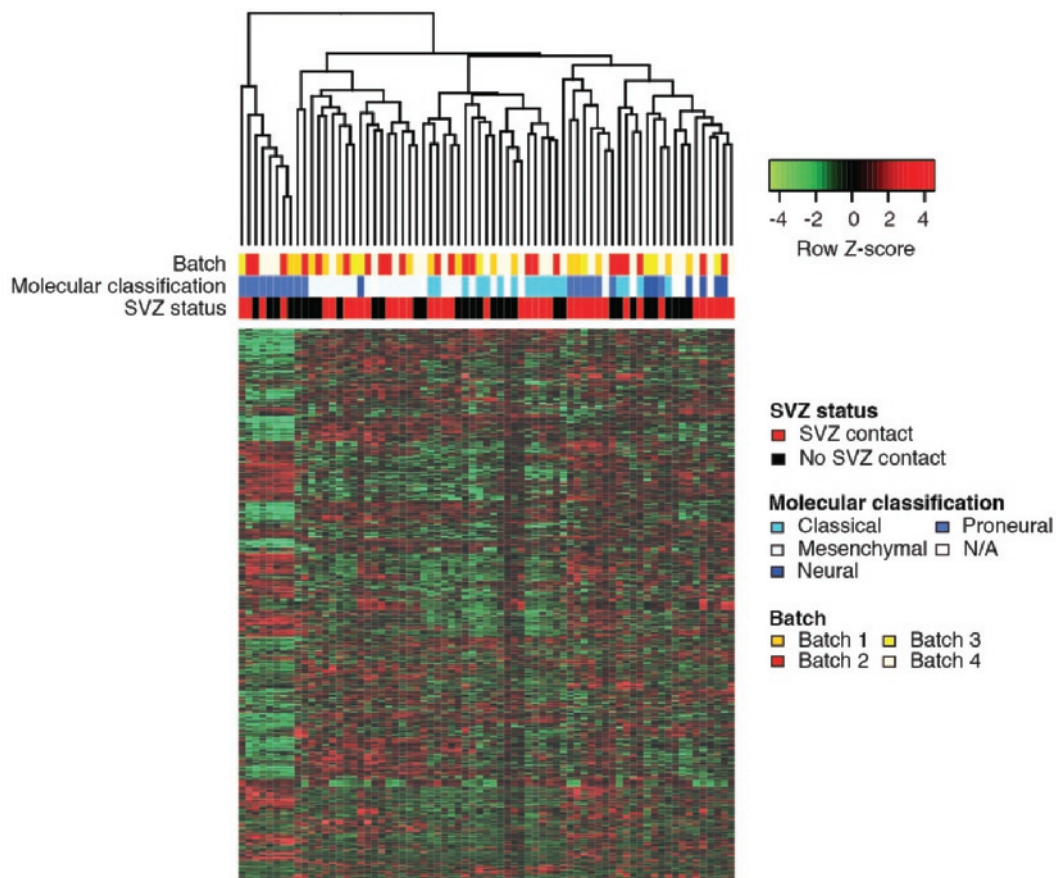 -4 -2 0 2 4
Row Z-score
Batch
Molecular classification
SVZ status
SVZ status
SVZ contact
No SVZ contact
Molecular classification
Classical Proneural
Mesenchymal N/A
Neural
Batch
Batch 1 Batch 3
Batch 2 Batch 4